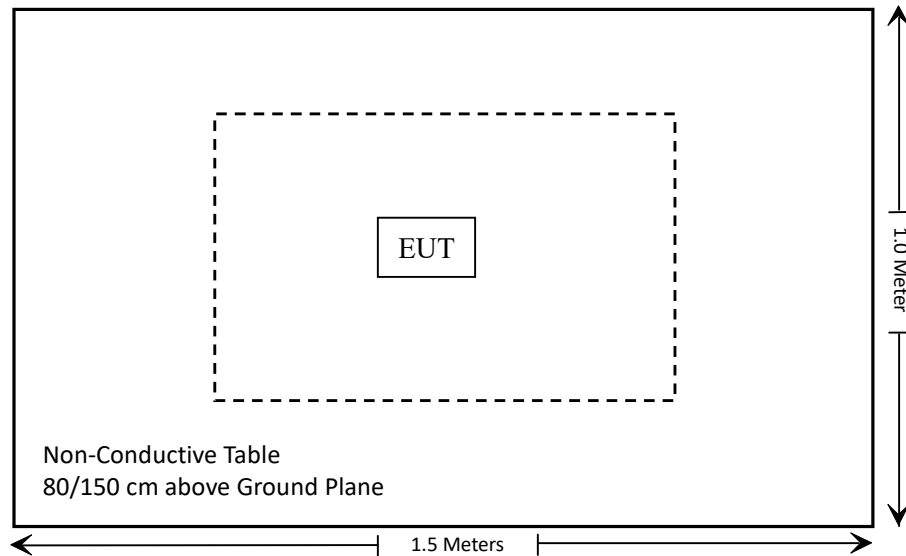 EUT
1.0 Meter
Non-Conductive Table
80/150 cm above Ground Plane
1.5 Meters